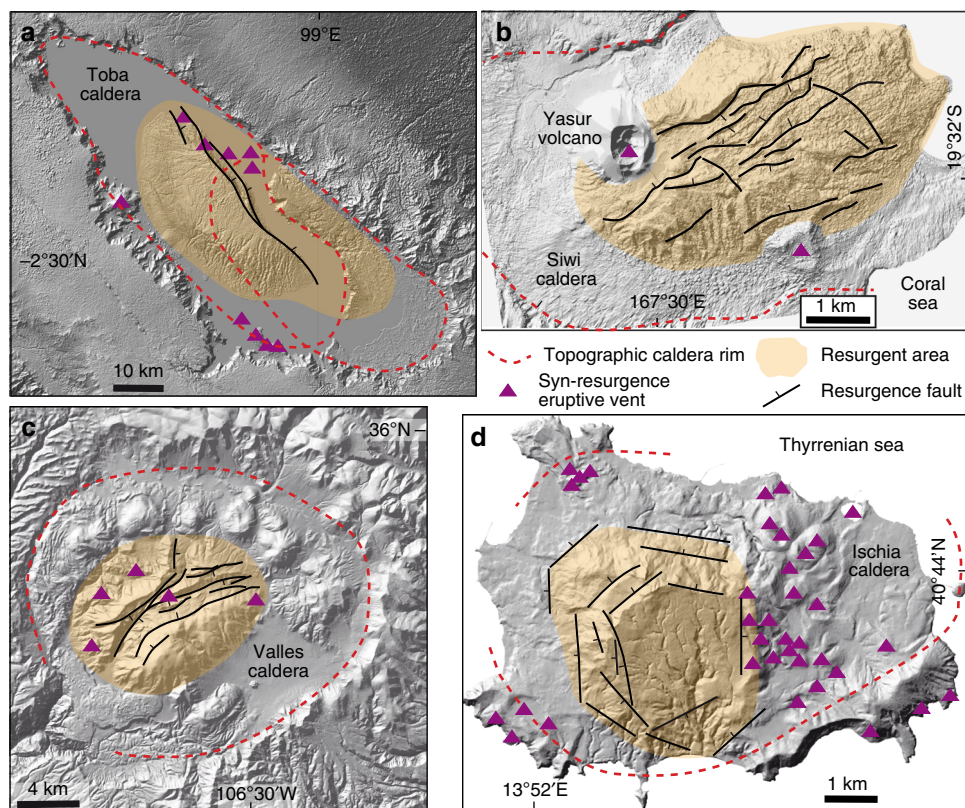 a
99°E
Toba
caldera
–2°30′N
10 km
b
Yasur
volcano
19°32′S
Siwi
caldera
167°30′E
Coral
sea
1 km
Topographic caldera rim
Resurgent area
Syn-resurgence
eruptive vent
Resurgence fault
c
36°N
Valles
caldera
4 km
106°30′W
d
Thyrrenian sea
Ischia
caldera
40°44′N
13°52′E
1 km